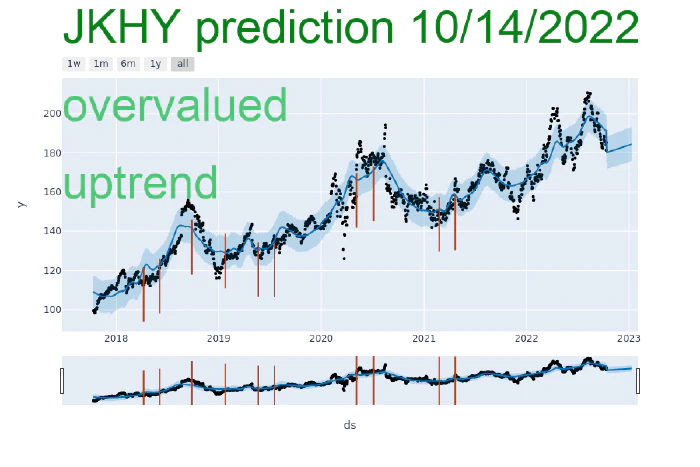 JKHY prediction 10/14/2022
1w 1m 6m 1y all
overvalued
uptrend
200
180
160
140
120
100
y
2018 2019 2020 2021 2022 2023
ds